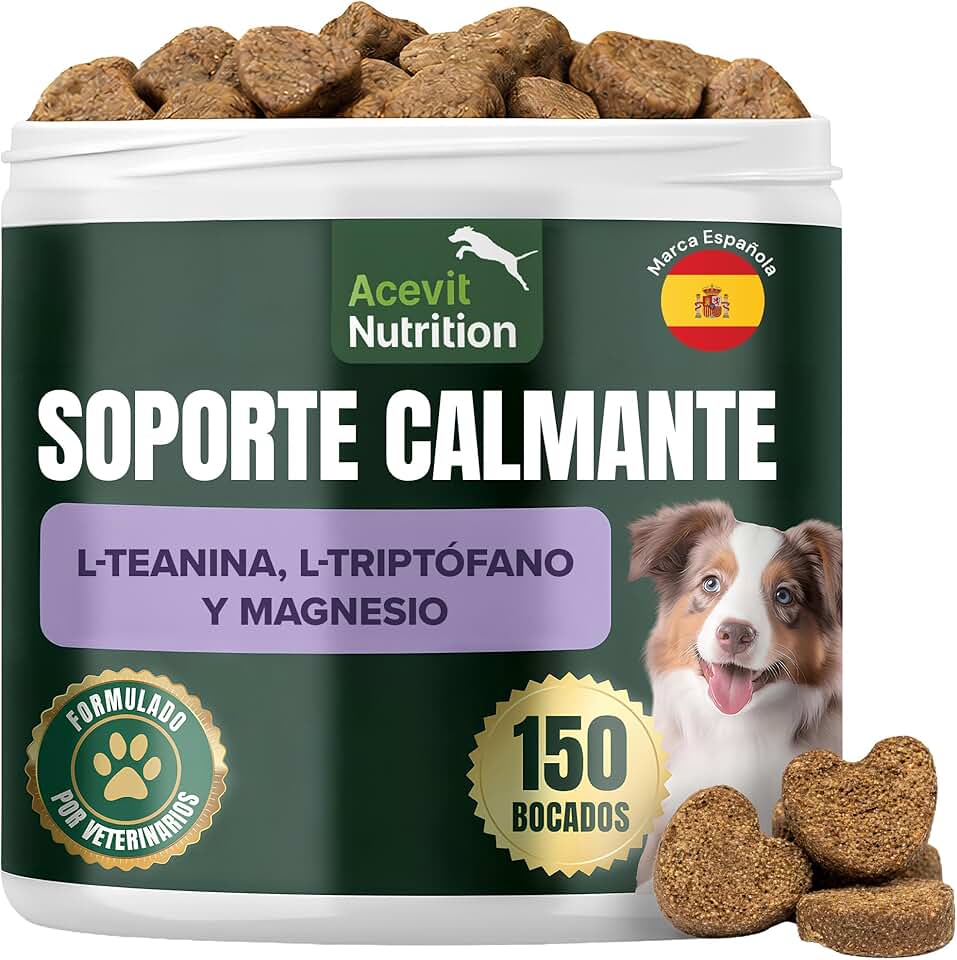 Acevit
Nutrition
Marca Española
SOPORTE CALMANTE
L-TEANINA, L-TRIPTÓFANO
Y MAGNESIO
FORMULADO
POR VETERINARIOS
150
BOCADOS